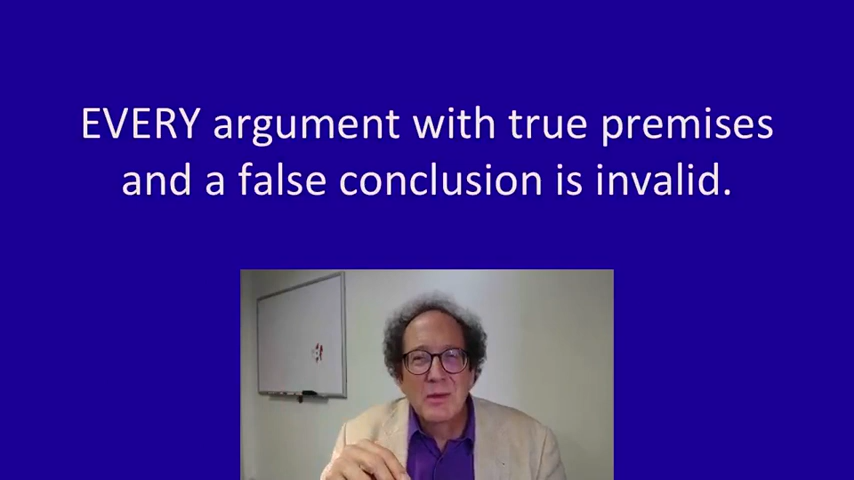 EVERY argument with true premises
and a false conclusion is invalid.